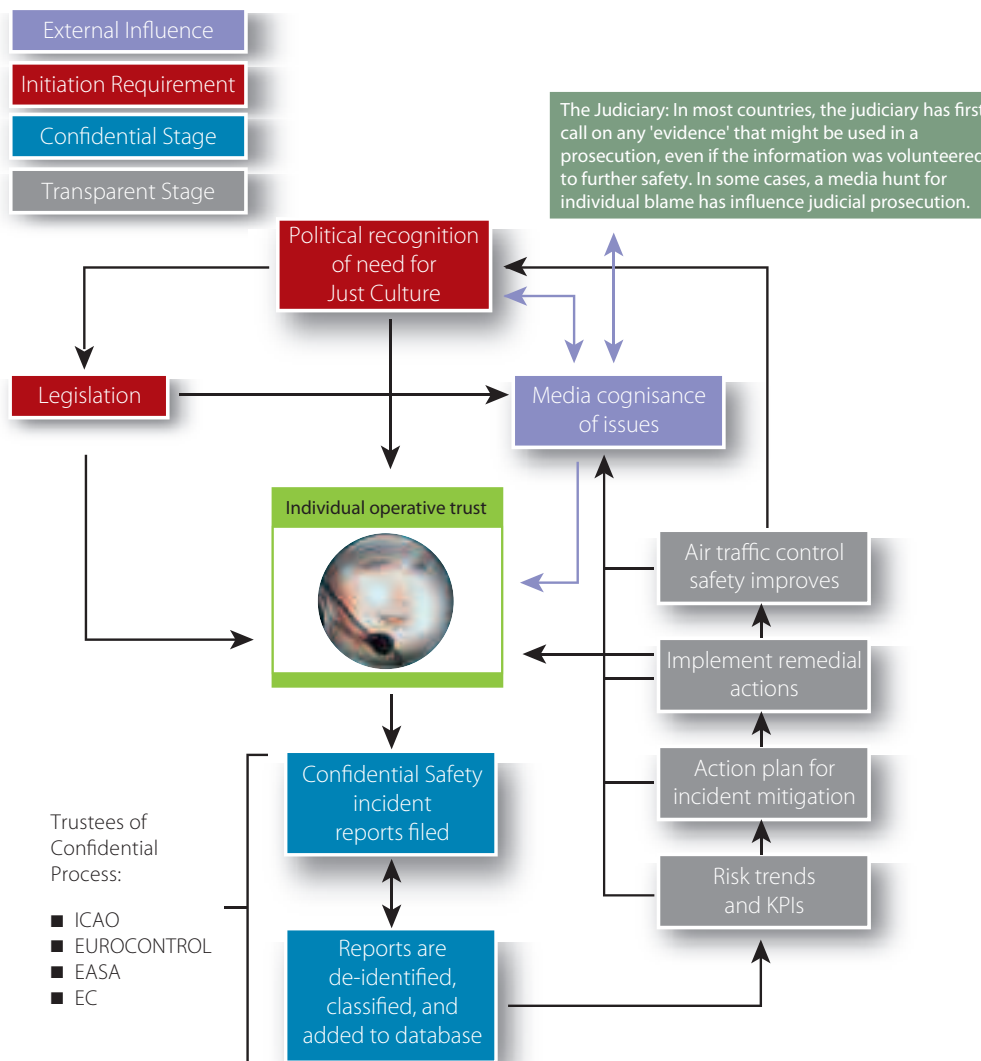 External Influence
Initiation Requirement
Confidential Stage
Transparent Stage
The Judiciary: In most countries, the judiciary has first
call on any 'evidence' that might be used in a
prosecution, even if the information was volunteered
to further safety. In some cases, a media hunt for
individual blame has influence judicial prosecution.
Political recognition
of need for
Just Culture
Legislation
Media cognisance
of issues
Individual operative trust
Air traffic control
safety improves
Implement remedial
actions
Action plan for
incident mitigation
Risk trends
and KPIs
Confidential Safety
incident
reports filed
Trustees of
Confidential
Process:
■ ICAO
■ EUROCONTROL
■ EASA
■ EC
Reports are
de-identified,
classified, and
added to database